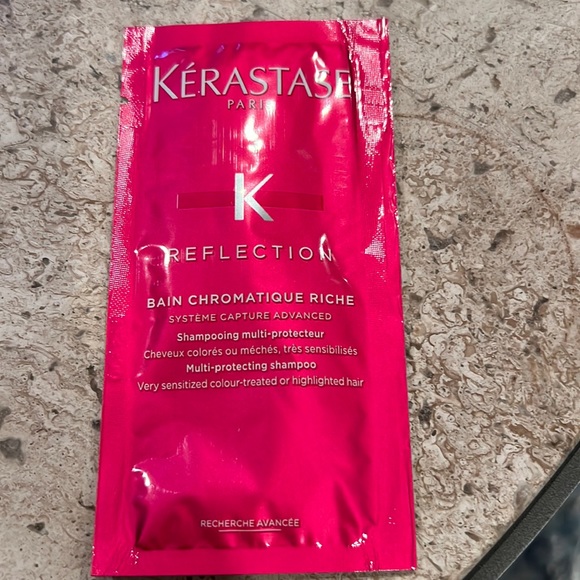 KÉRASTASE
PARIS
K
REFLECTION
BAIN CHROMATIQUE RICHE
SYSTÈME CAPTURE ADVANCED
Shampooing multi-protecteur
Cheveux colorés ou méchés, très sensibilisés
Multi-protecting shampoo
Very sensitized colour-treated or highlighted hair
RECHERCHE AVANCÉE